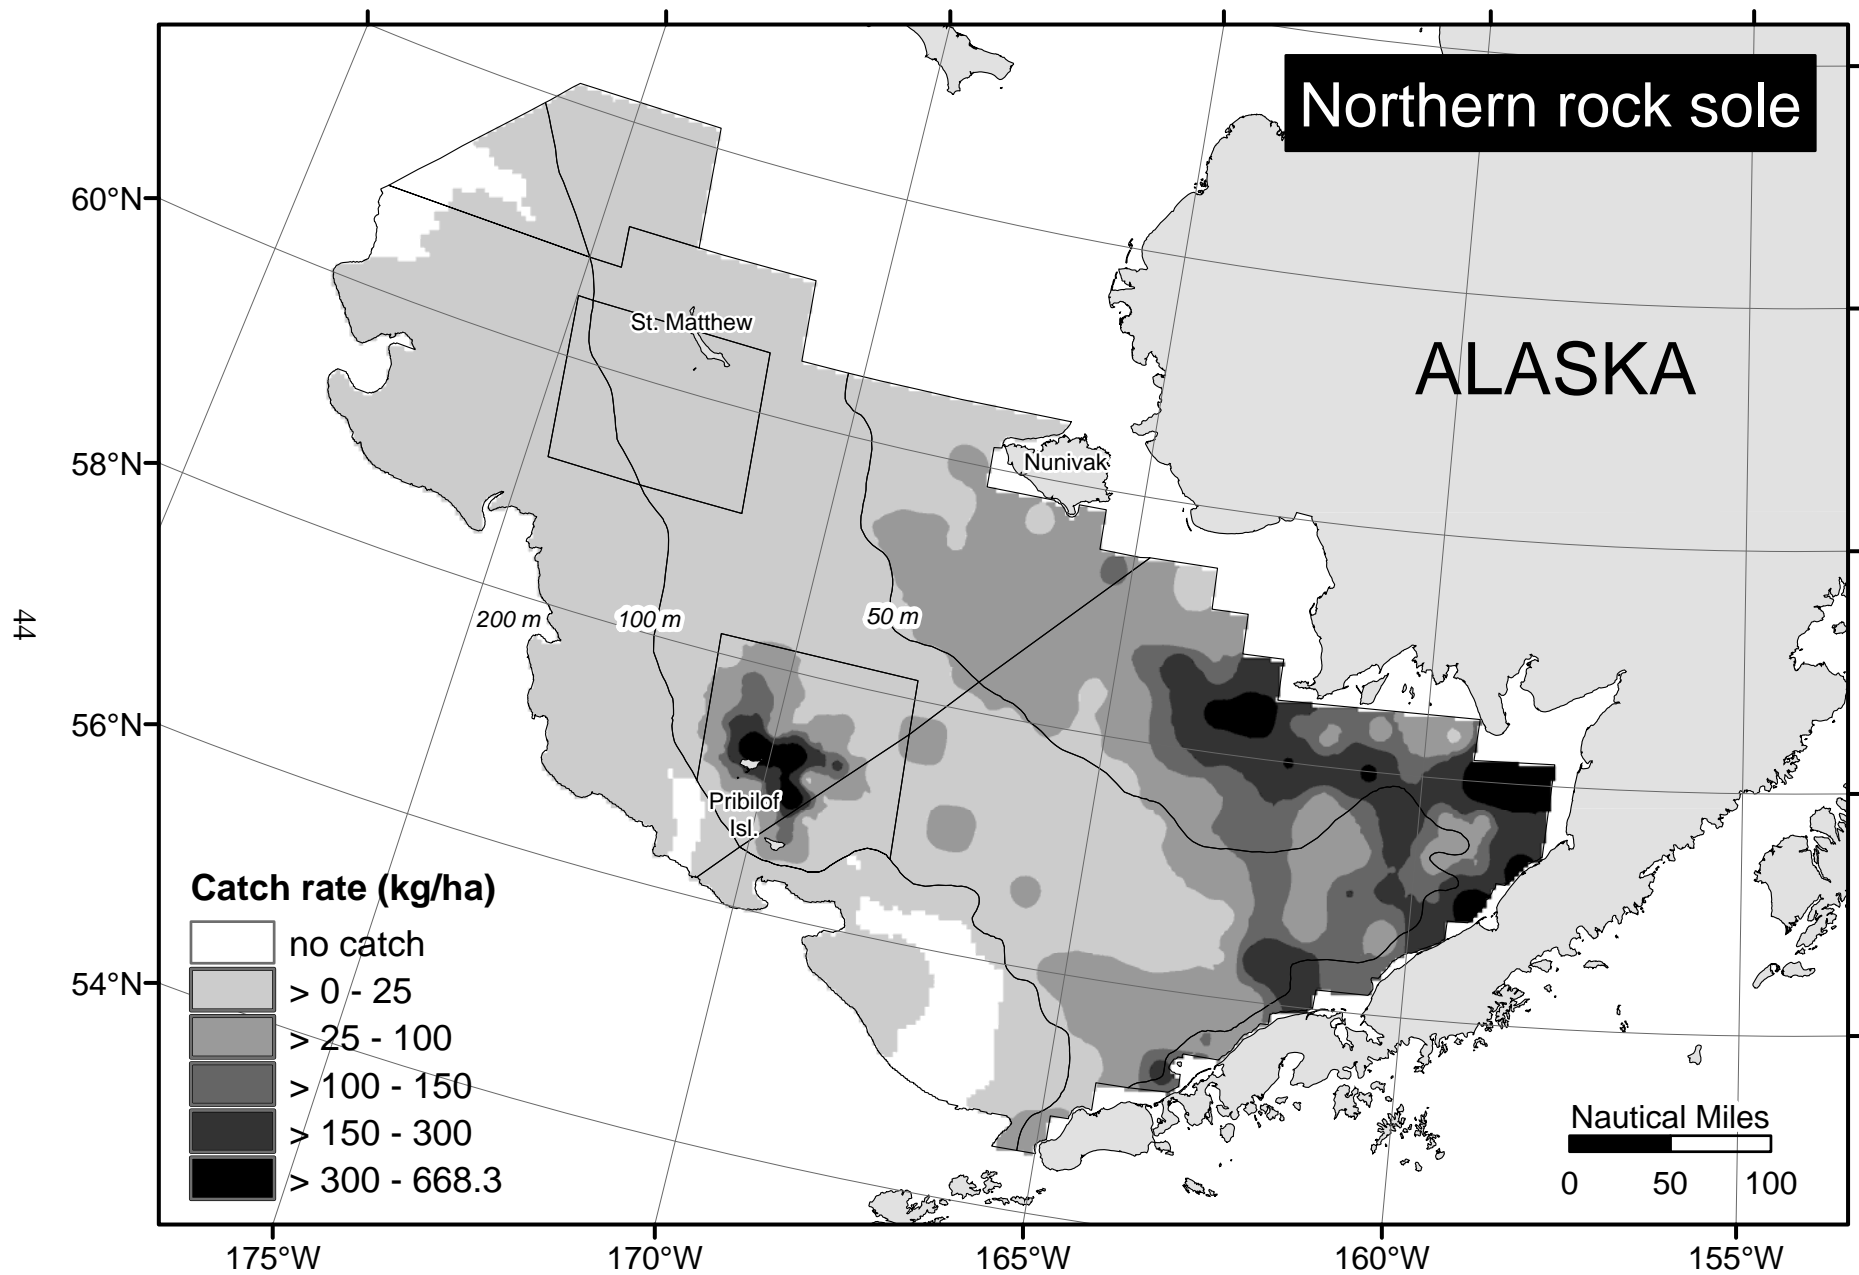 Northern rock sole
60°N
St. Matthew
ALASKA
58°N
Nunivak
44
200 m
100 m
50 m
56°N
Pribilof
Isl.
Catch rate (kg/ha)
no catch
> 0 - 25
54°N
> 25 - 100
> 100 - 150
> 150 - 300
> 300 - 668.3
Nautical Miles
0 50 100
175°W 170°W 165°W 160°W 155°W